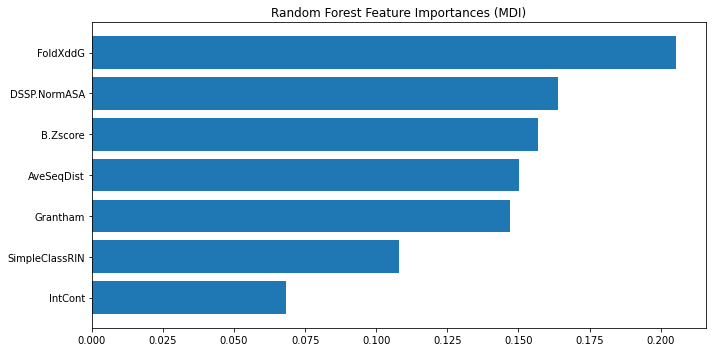 Random Forest Feature Importances (MDI)
FoldXddG
DSSP.NormASA
B.Zscore
AveSeqDist
Grantham
SimpleClassRIN
IntCont
0.000 0.025 0.050 0.075 0.100 0.125 0.150 0.175 0.200